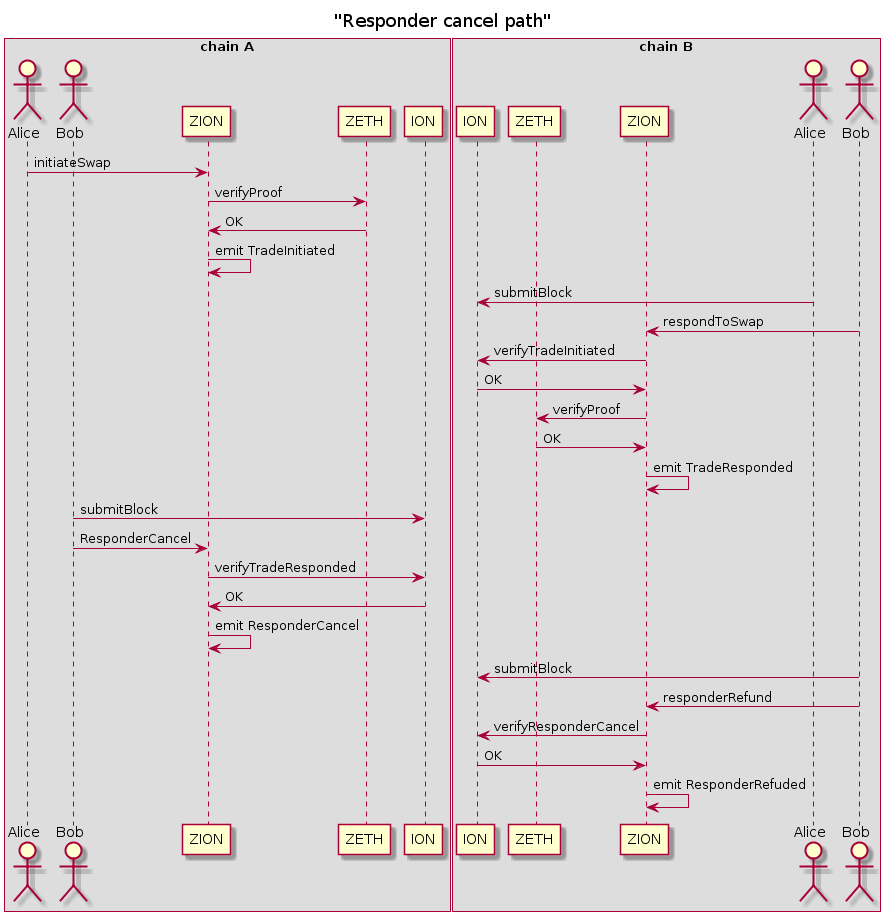 "Responder cancel path"
chain A
chain B
Alice
Bob
ZION
ZETH
ION
ION
ZETH
ZION
Alice
Bob
initiateSwap
verifyProof
OK
emit TradeInitiated
submitBlock
respondToSwap
verifyTradeInitiated
OK
verifyProof
OK
emit TradeResponded
submitBlock
ResponderCancel
verifyTradeResponded
OK
emit ResponderCancel
submitBlock
responderRefund
verifyResponderCancel
OK
emit ResponderRefuded
Alice
Bob
ZION
ZETH
ION
ION
ZETH
ZION
Alice
Bob